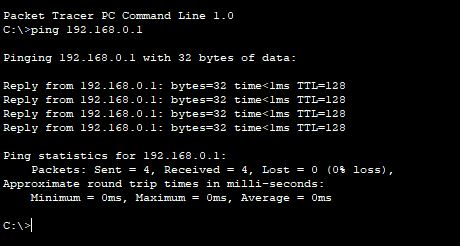 Packet Tracer PC Command Line 1.0
C:\>ping 192.168.0.1
Pinging 192.168.0.1 with 32 bytes of data:
Reply from 192.168.0.1: bytes=32 time<1ms TTL=128
Reply from 192.168.0.1: bytes=32 time<1ms TTL=128
Reply from 192.168.0.1: bytes=32 time<1ms TTL=128
Reply from 192.168.0.1: bytes=32 time<1ms TTL=128
Ping statistics for 192.168.0.1:
    Packets: Sent = 4, Received = 4, Lost = 0 (0% loss),
Approximate round trip times in milli-seconds:
    Minimum = 0ms, Maximum = 0ms, Average = 0ms
C:\>